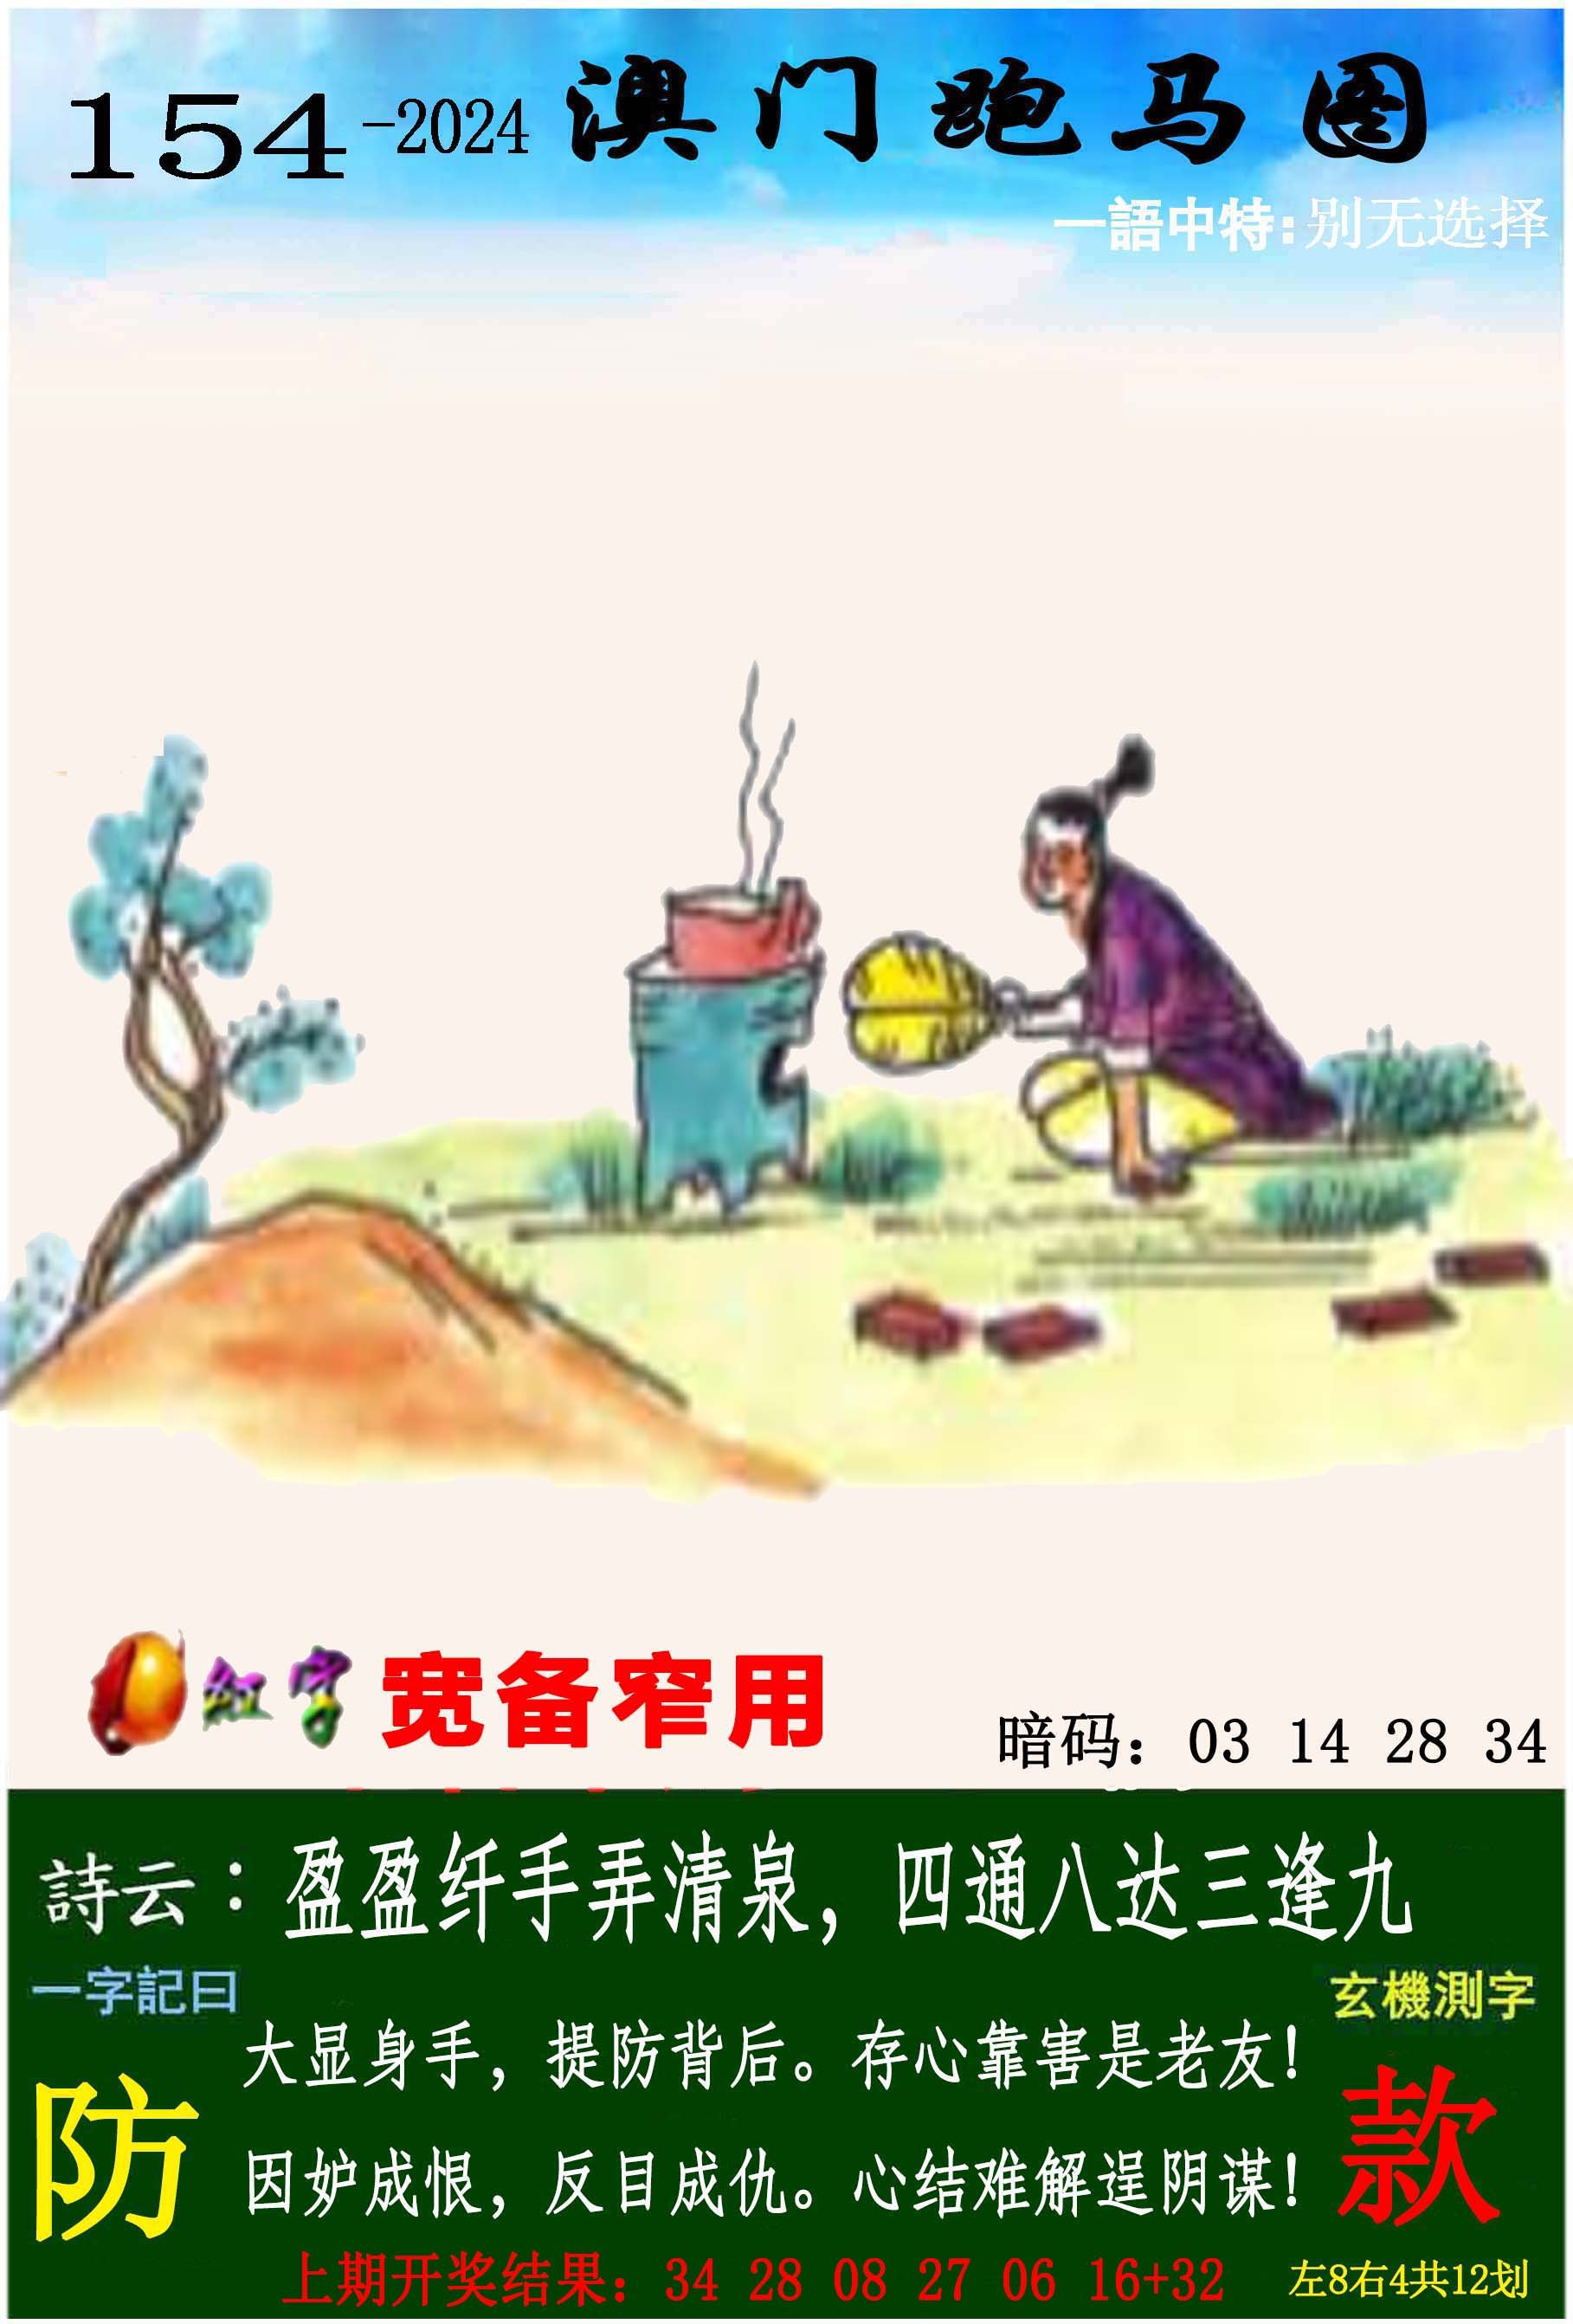 154-2024 澳门跑马图
一語中特:别无选择
红字 宽备窄用
暗码：03 14 28 34
詩云：盈盈纤手弄清泉，四通八达三逢九
一字記曰
玄機測字
大显身手，提防背后。存心靠害是老友！
防
款
因妒成恨，反目成仇。心结难解逞阴谋！
上期开奖结果：34 28 08 27 06 16+32
左8右4共12划